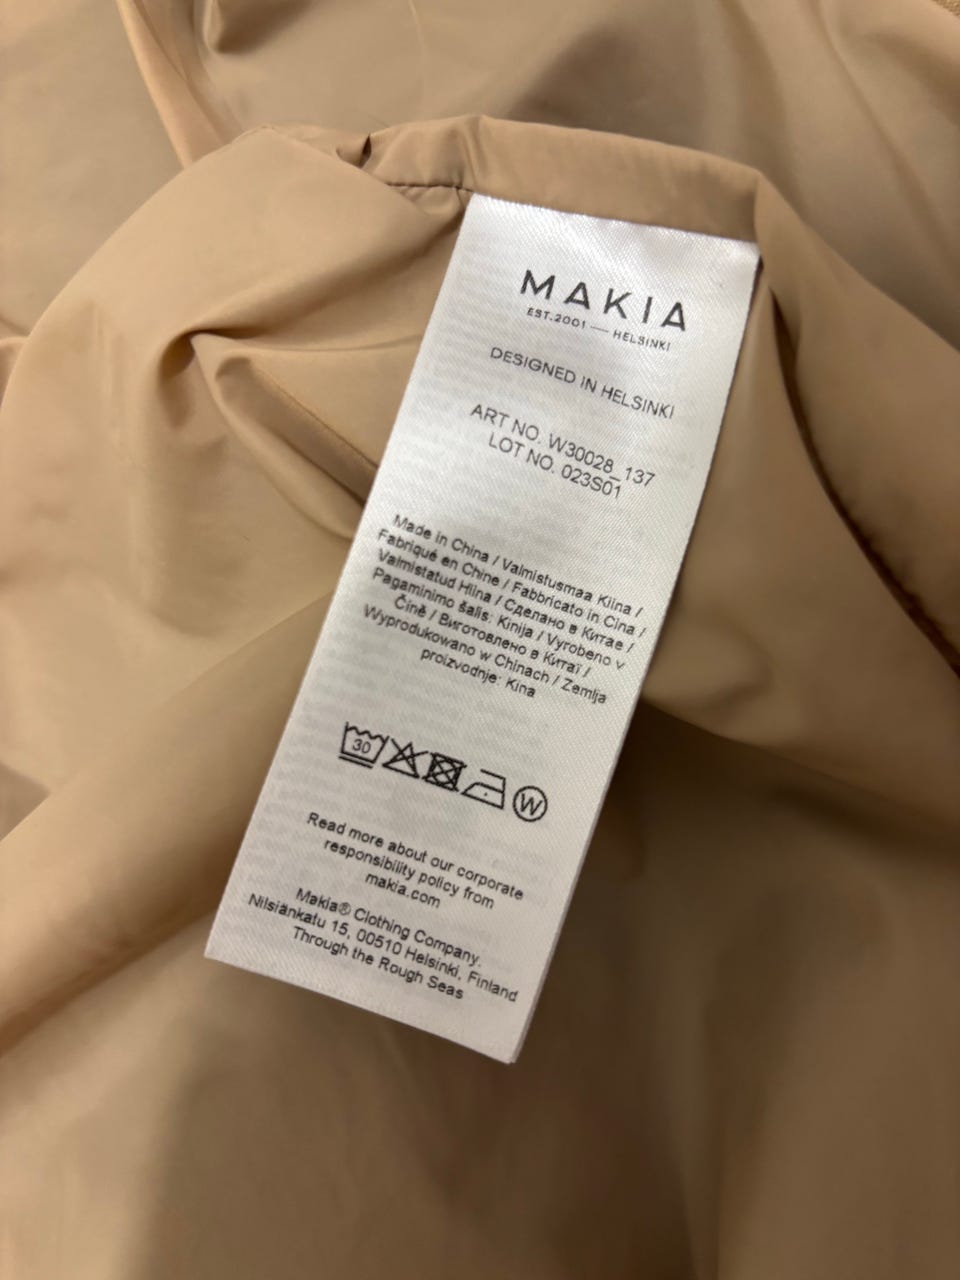 MAKIA
EST.2001 — HELSINKI
DESIGNED IN HELSINKI
ART NO. W30028_137
LOT NO. 023S01
Made in China / Valmistusmaa Kiina /
Fabriqué en Chine / Fabbricato in Cina /
Valmistatud Hiina / Сделано в Китае /
Pagaminimo šalis: Kinija / Vyrobeno v
Číně / Виготовлено в Китаї /
Wyprodukowano w Chinach / Zemlja
proizvodnje: Kina
30
W
Read more about our corporate
responsibility policy from
makia.com
Makia® Clothing Company.
Nilsiänkatu 15, 00510 Helsinki, Finland
Through the Rough Seas